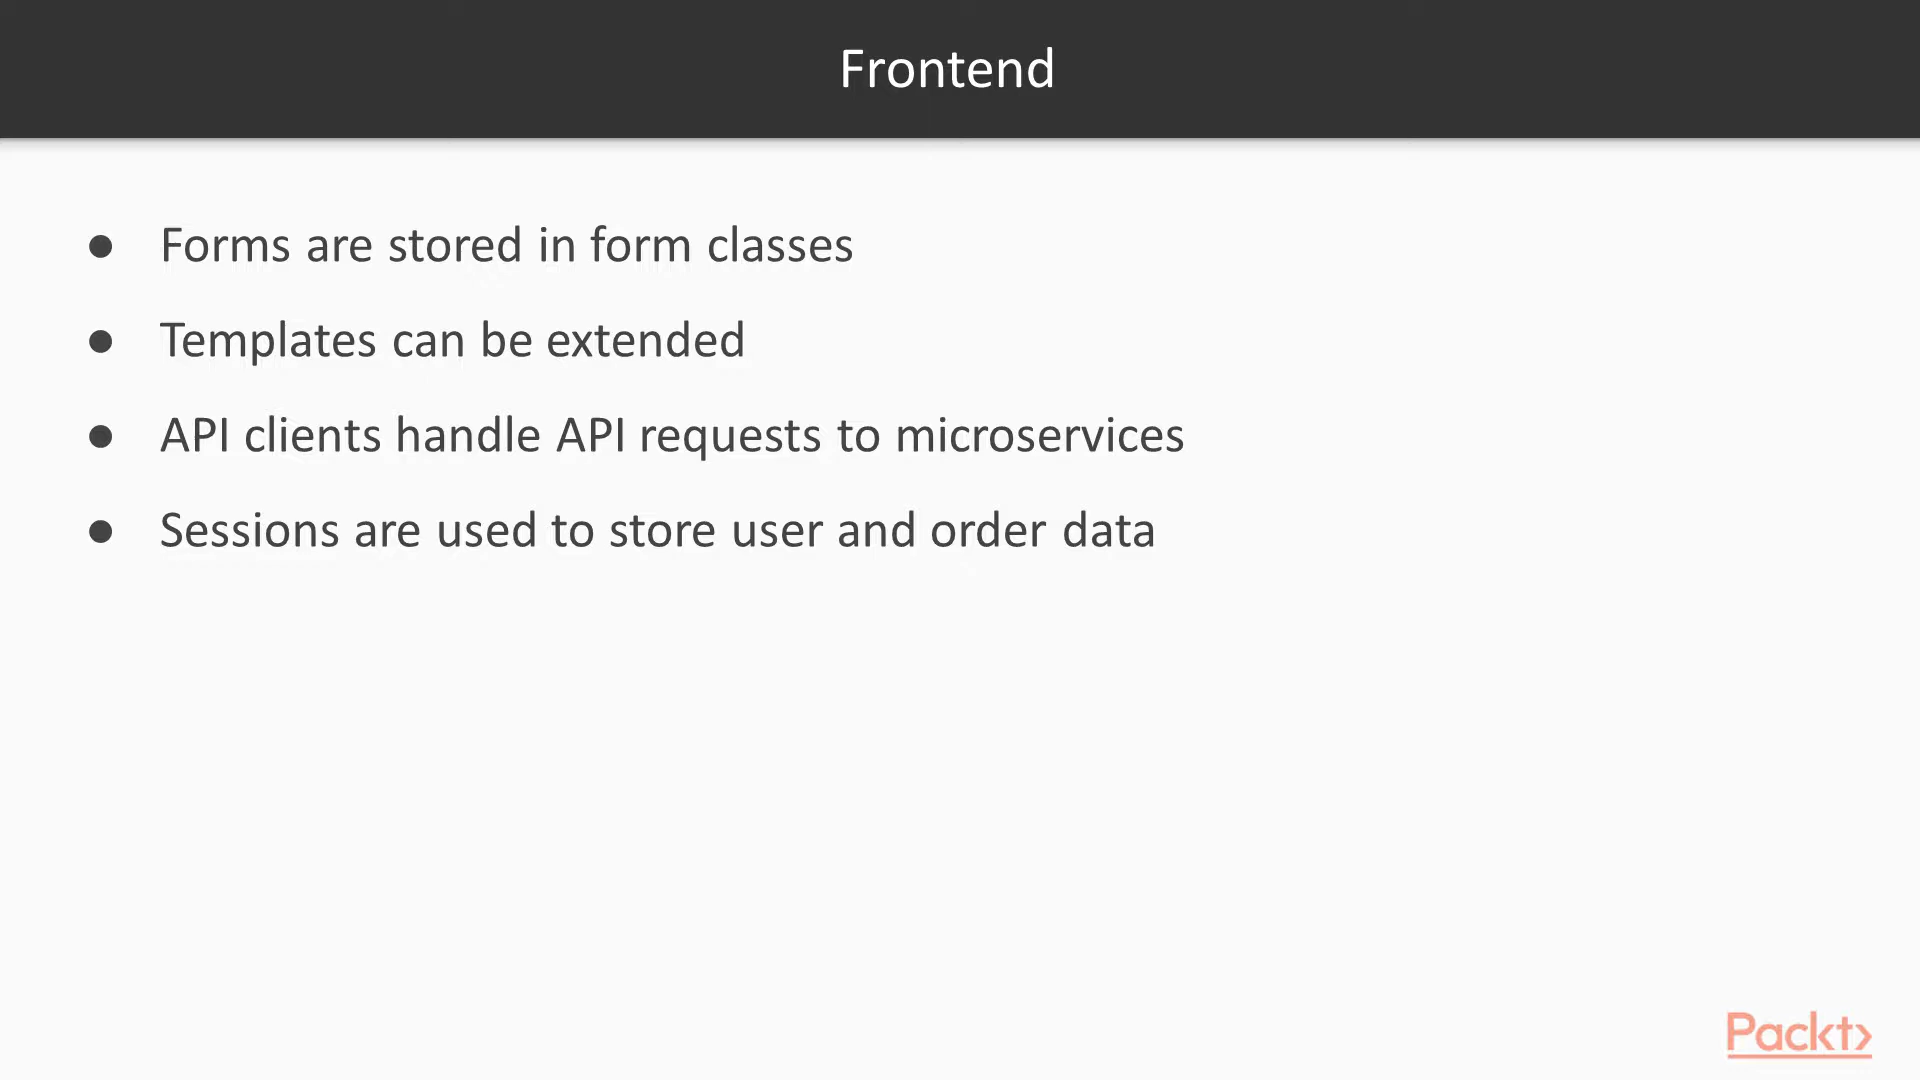 Frontend
● Forms are stored in form classes
● Templates can be extended
● API clients handle API requests to microservices
● Sessions are used to store user and order data
Packt>